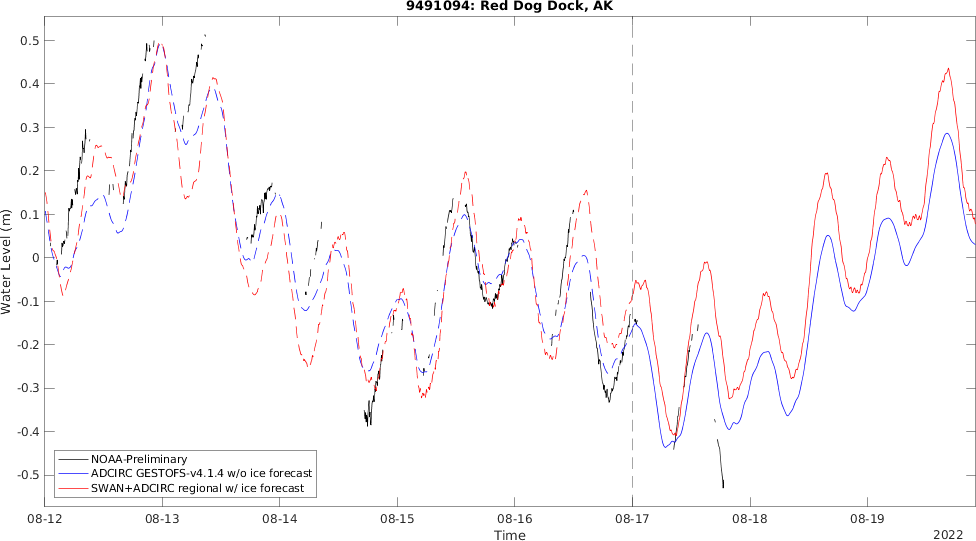 9491094: Red Dog Dock, AK
0.5
0.4
0.3
0.2
0.1
0
-0.1
-0.2
-0.3
-0.4
-0.5
Water Level (m)
NOAA-Preliminary
ADCIRC GESTOFS-v4.1.4 w/o ice forecast
SWAN+ADCIRC regional w/ ice forecast
08-12 08-13 08-14 08-15 08-16 08-17 08-18 08-19
Time
2022